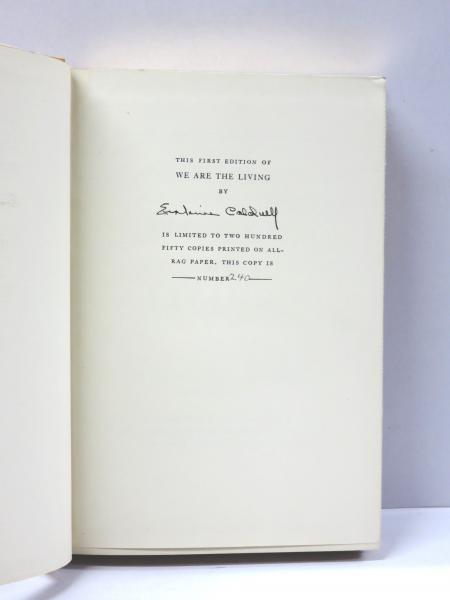 THIS FIRST EDITION OF
WE ARE THE LIVING
BY
Erskine Caldwell
IS LIMITED TO TWO HUNDRED
FIFTY COPIES PRINTED ON ALL-
RAG PAPER, THIS COPY IS
NUMBER 240